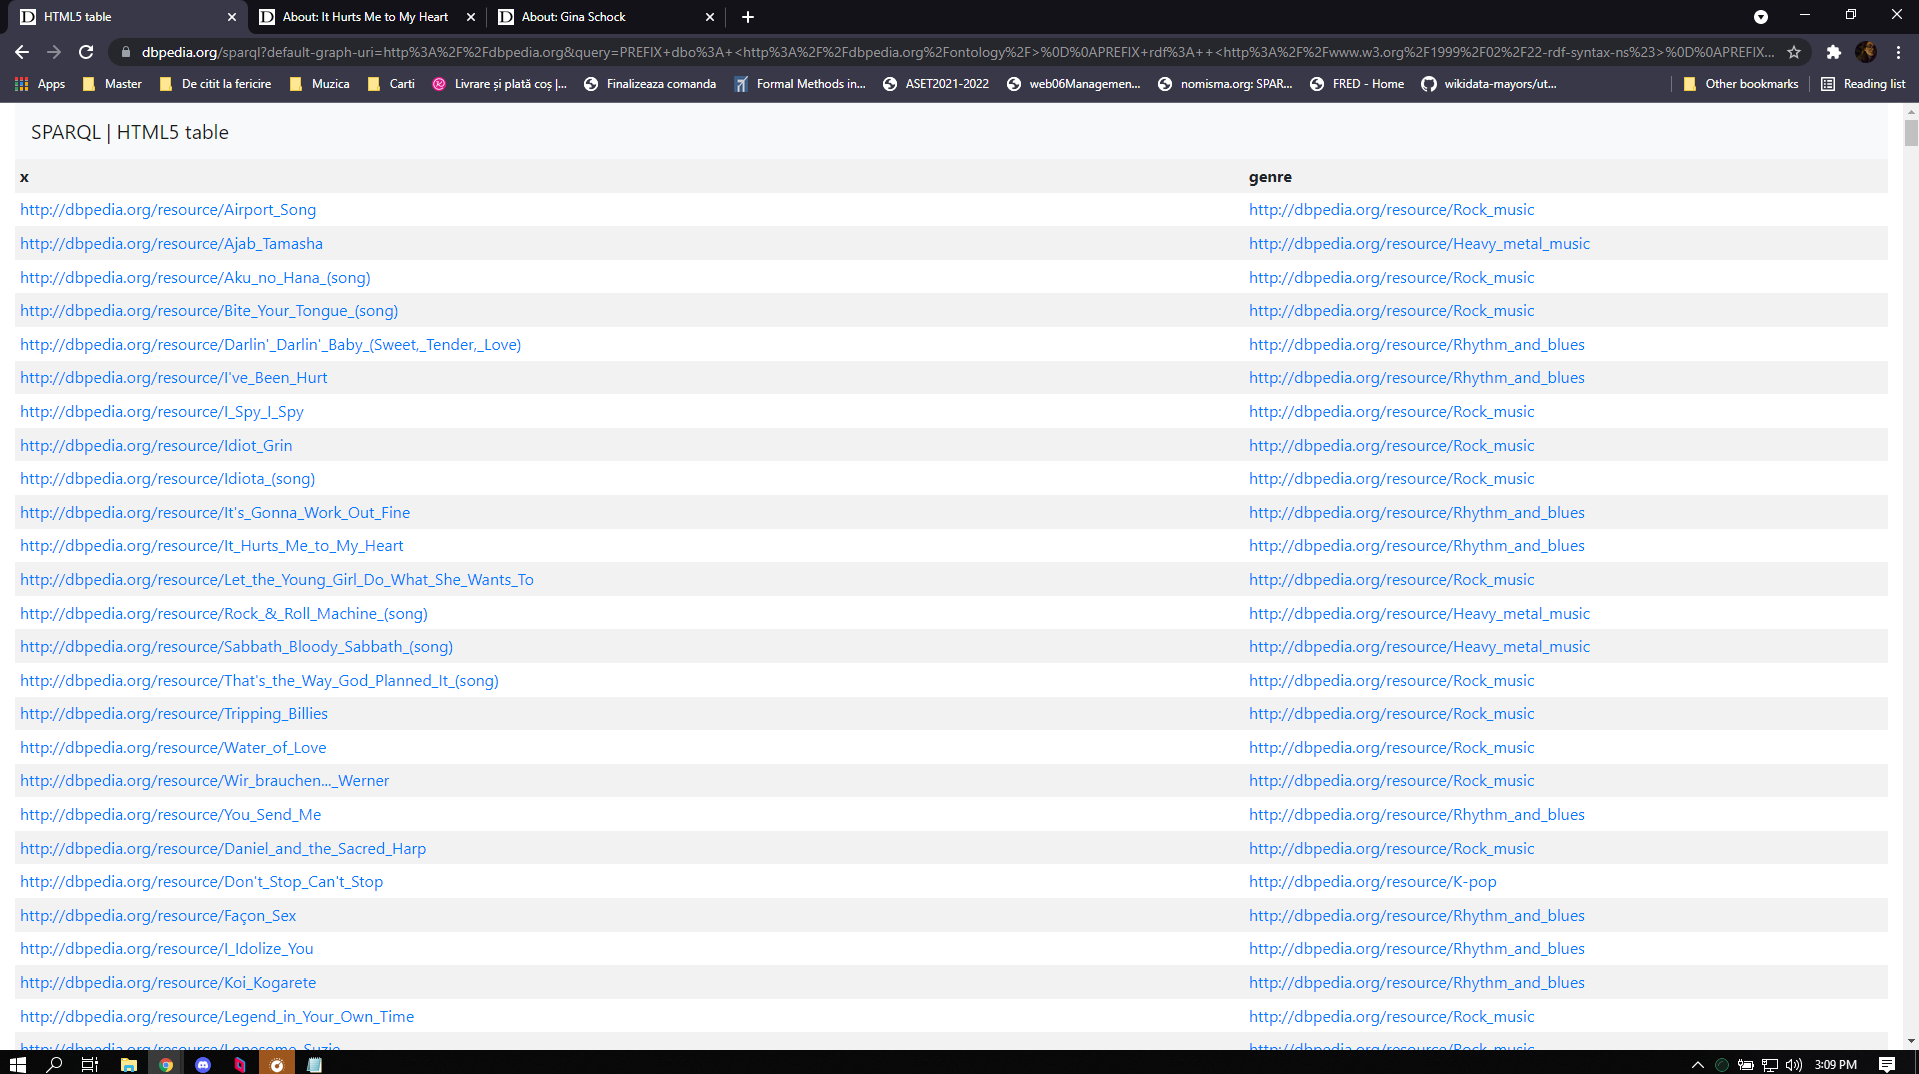 HTML5 table
About: It Hurts Me to My Heart
About: Gina Schock
dbpedia.org/sparql?default-graph-uri=http%3A%2F%2Fdbpedia.org&query=PREFIX+dbo%3A+<http%3A%2F%2Fdbpedia.org%2Fontology%2F>%0D%0APREFIX+rdf%3A++<http%3A%2F%2Fwww.w3.org%2F1999%2F02%2F22-rdf-syntax-ns%23>%0D%0APREFIX...
Apps Master De citit la fericire Muzica Carti Livrare și plată coș |... Finalizeaza comanda Formal Methods in... ASET2021-2022 web06Managemen... nomisma.org: SPAR... FRED - Home wikidata-mayors/ut... Other bookmarks Reading list
SPARQL | HTML5 table
x genre
http://dbpedia.org/resource/Airport_Song http://dbpedia.org/resource/Rock_music
http://dbpedia.org/resource/Ajab_Tamasha http://dbpedia.org/resource/Heavy_metal_music
http://dbpedia.org/resource/Aku_no_Hana_(song) http://dbpedia.org/resource/Rock_music
http://dbpedia.org/resource/Bite_Your_Tongue_(song) http://dbpedia.org/resource/Rock_music
http://dbpedia.org/resource/Darlin'_Darlin'_Baby_(Sweet,_Tender,_Love) http://dbpedia.org/resource/Rhythm_and_blues
http://dbpedia.org/resource/I've_Been_Hurt http://dbpedia.org/resource/Rhythm_and_blues
http://dbpedia.org/resource/I_Spy_I_Spy http://dbpedia.org/resource/Rock_music
http://dbpedia.org/resource/Idiot_Grin http://dbpedia.org/resource/Rock_music
http://dbpedia.org/resource/Idiota_(song) http://dbpedia.org/resource/Rock_music
http://dbpedia.org/resource/It's_Gonna_Work_Out_Fine http://dbpedia.org/resource/Rhythm_and_blues
http://dbpedia.org/resource/It_Hurts_Me_to_My_Heart http://dbpedia.org/resource/Rhythm_and_blues
http://dbpedia.org/resource/Let_the_Young_Girl_Do_What_She_Wants_To http://dbpedia.org/resource/Rock_music
http://dbpedia.org/resource/Rock_&_Roll_Machine_(song) http://dbpedia.org/resource/Heavy_metal_music
http://dbpedia.org/resource/Sabbath_Bloody_Sabbath_(song) http://dbpedia.org/resource/Heavy_metal_music
http://dbpedia.org/resource/That's_the_Way_God_Planned_It_(song) http://dbpedia.org/resource/Rock_music
http://dbpedia.org/resource/Tripping_Billies http://dbpedia.org/resource/Rock_music
http://dbpedia.org/resource/Water_of_Love http://dbpedia.org/resource/Rock_music
http://dbpedia.org/resource/Wir_brauchen..._Werner http://dbpedia.org/resource/Rock_music
http://dbpedia.org/resource/You_Send_Me http://dbpedia.org/resource/Rhythm_and_blues
http://dbpedia.org/resource/Daniel_and_the_Sacred_Harp http://dbpedia.org/resource/Rock_music
http://dbpedia.org/resource/Don't_Stop_Can't_Stop http://dbpedia.org/resource/K-pop
http://dbpedia.org/resource/Façon_Sex http://dbpedia.org/resource/Rhythm_and_blues
http://dbpedia.org/resource/I_Idolize_You http://dbpedia.org/resource/Rhythm_and_blues
http://dbpedia.org/resource/Koi_Kogarete http://dbpedia.org/resource/Rhythm_and_blues
http://dbpedia.org/resource/Legend_in_Your_Own_Time http://dbpedia.org/resource/Rock_music
http://dbpedia.org/resource/Lonesome_Suzie http://dbpedia.org/resource/Rock_music
3:09 PM